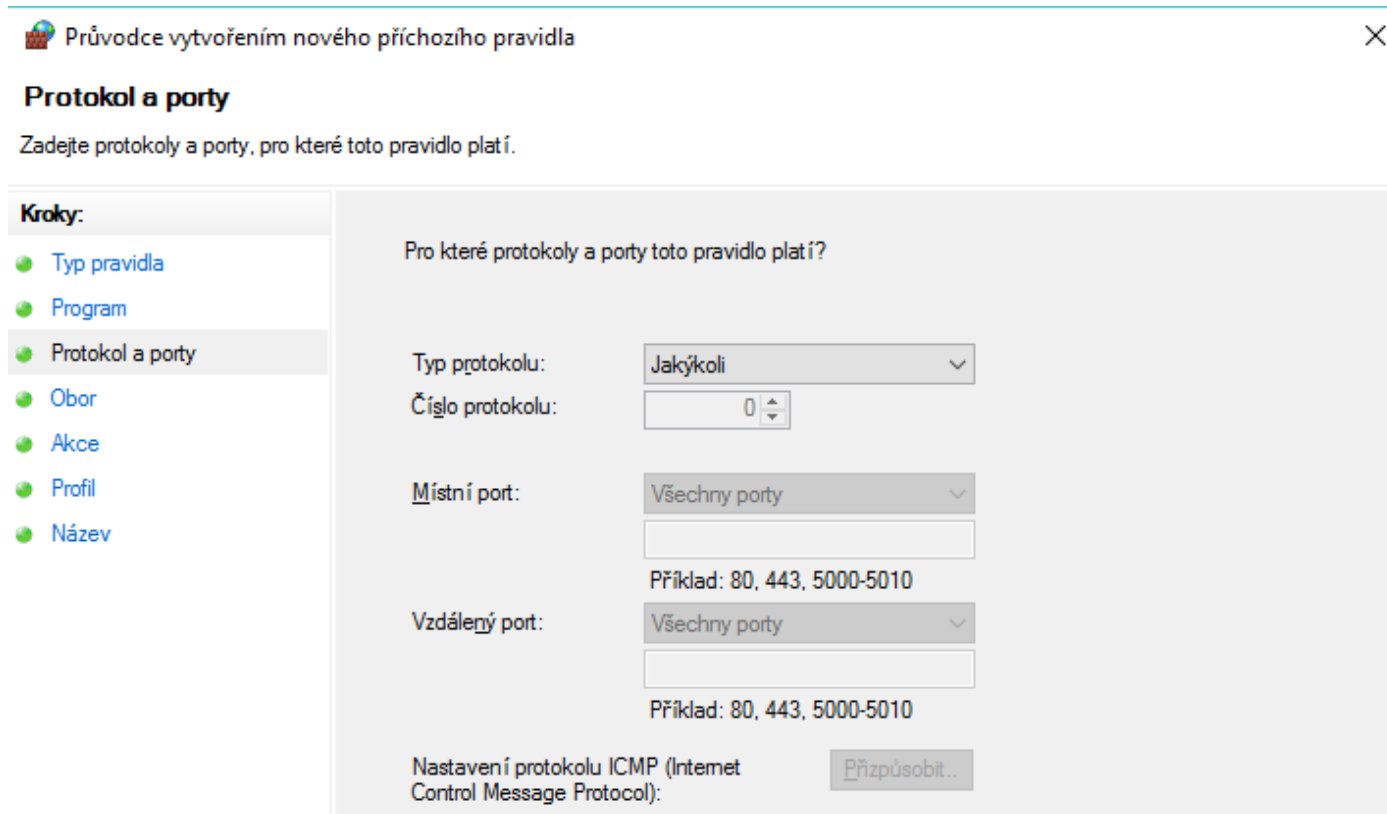 Průvodce vytvořením nového příchozího pravidla
Protokol a porty
Zadejte protokoly a porty, pro které toto pravidlo platí.
Kroky:
Typ pravidla
Program
Protokol a porty
Obor
Akce
Profil
Název
Pro které protokoly a porty toto pravidlo platí?
Typ protokolu: Jakýkoli
Číslo protokolu: 0
Místní port: Všechny porty
Příklad: 80, 443, 5000-5010
Vzdálený port: Všechny porty
Příklad: 80, 443, 5000-5010
Nastavení protokolu ICMP (Internet Přizpůsobit..
Control Message Protocol):